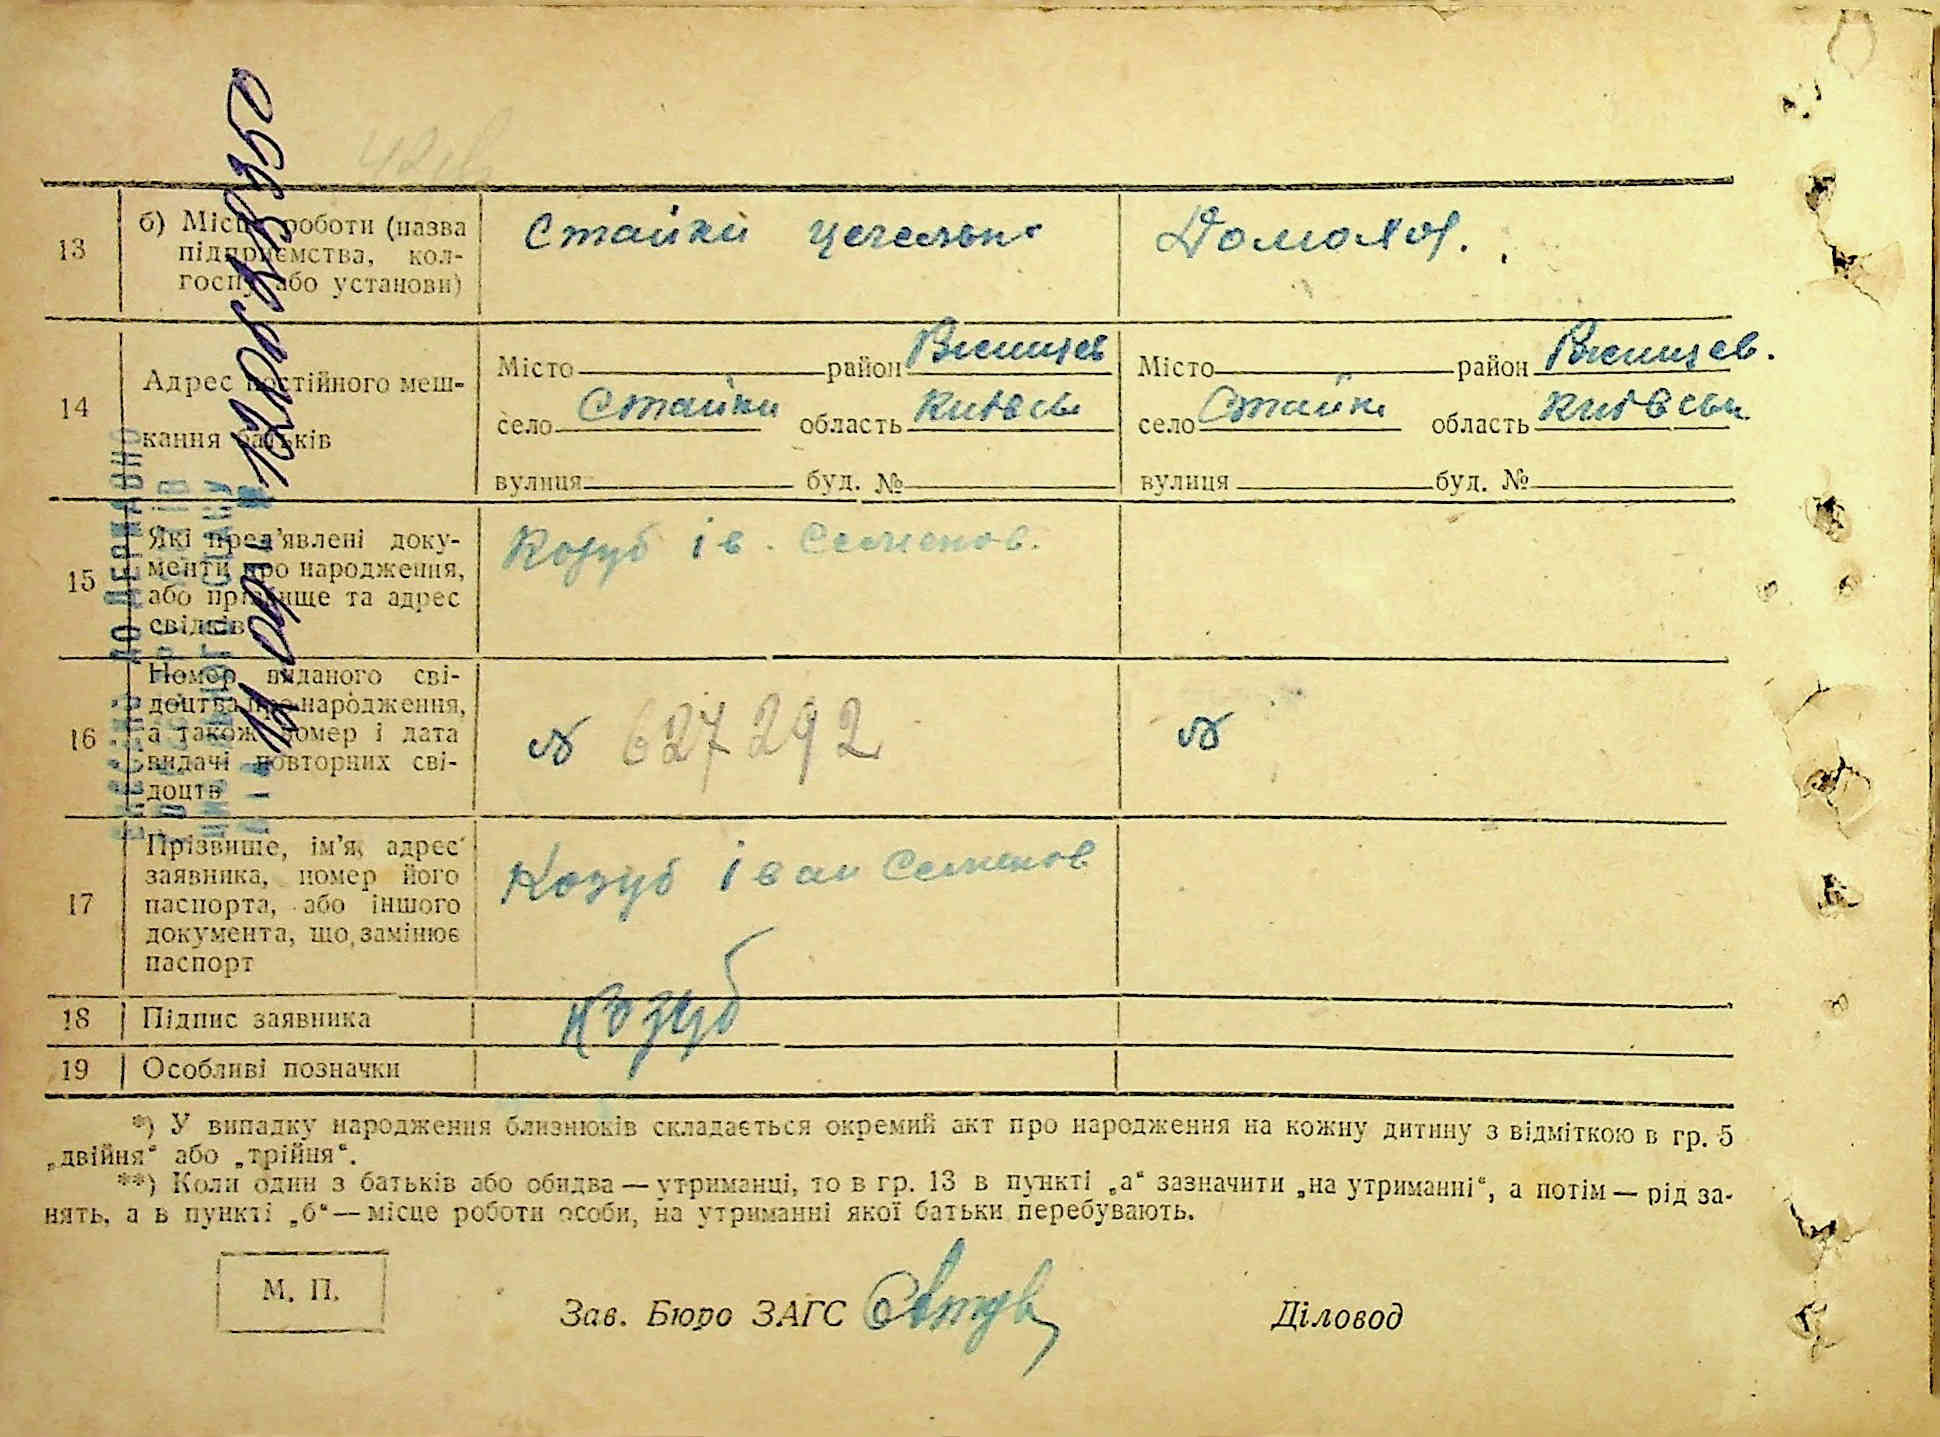 13
б) Місце роботи (назва
підприємства, кол-
госпу або установи)
Стайки цегельн
Домохоз.
14
Адрес постійного меш-
кання батьків
Місто район
село Стайки область Київськ
вулиця буд. №
Місто район
село Стайки область Київськ
вулиця буд. №
15
Які пред'явлені доку-
менти про народження,
або прізвище та адрес
свідків
Козуб Ів. Семенов.
16
Номер виданого сві-
доцтва про народження,
а також номер і дата
видачі повторних сві-
доцтв
№ 627292
№
17
Прізвище, ім'я, адрес
заявника, номер його
паспорта, або іншого
документа, що замінює
паспорт
Козуб Іван Семенов
18 Підпис заявника
Козуб
19 Особливі позначки
*) У випадку народження близнюків складається окремий акт про народження на кожну дитину з відміткою в гр. 5
„двійня“ або „трійня“.
**) Коли один з батьків або обидва — утриманці, то в гр. 13 в пункті „а“ зазначити „на утриманні“, а потім — рід за-
нять, а в пункті „б“ — місце роботи особи, на утриманні якої батьки перебувають.
М. П.
Зав. Бюро ЗАГС
Діловод
ВНЕСЕНО ДО ДЕРЖАВНОГО